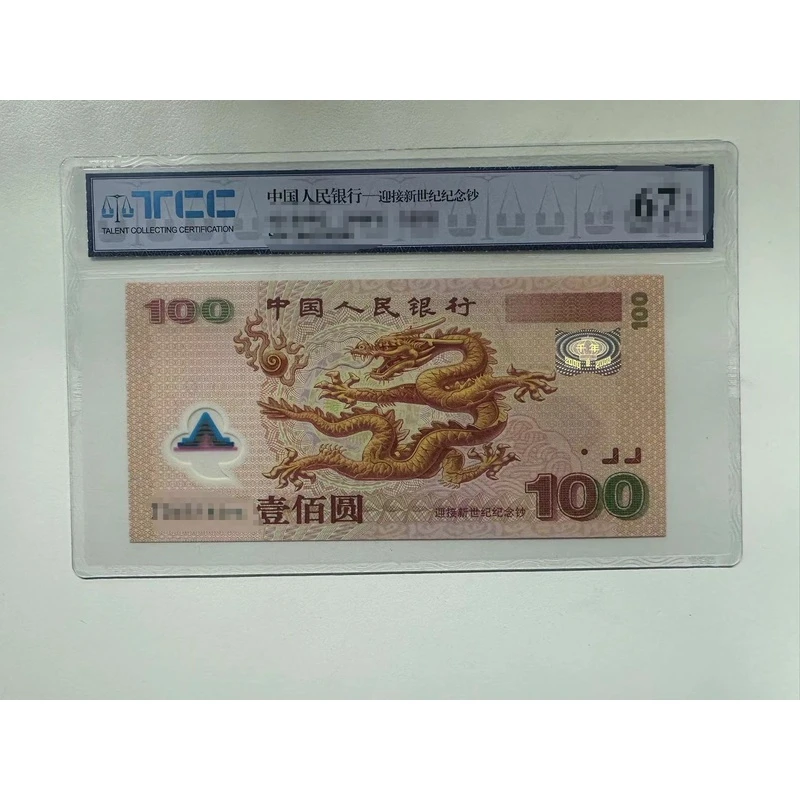 TCC
TALENT COLLECTING CERTIFICATION
中国人民银行—迎接新世纪纪念钞
67
100
中国人民银行
100
千年
壹佰圆
迎接新世纪纪念钞
100